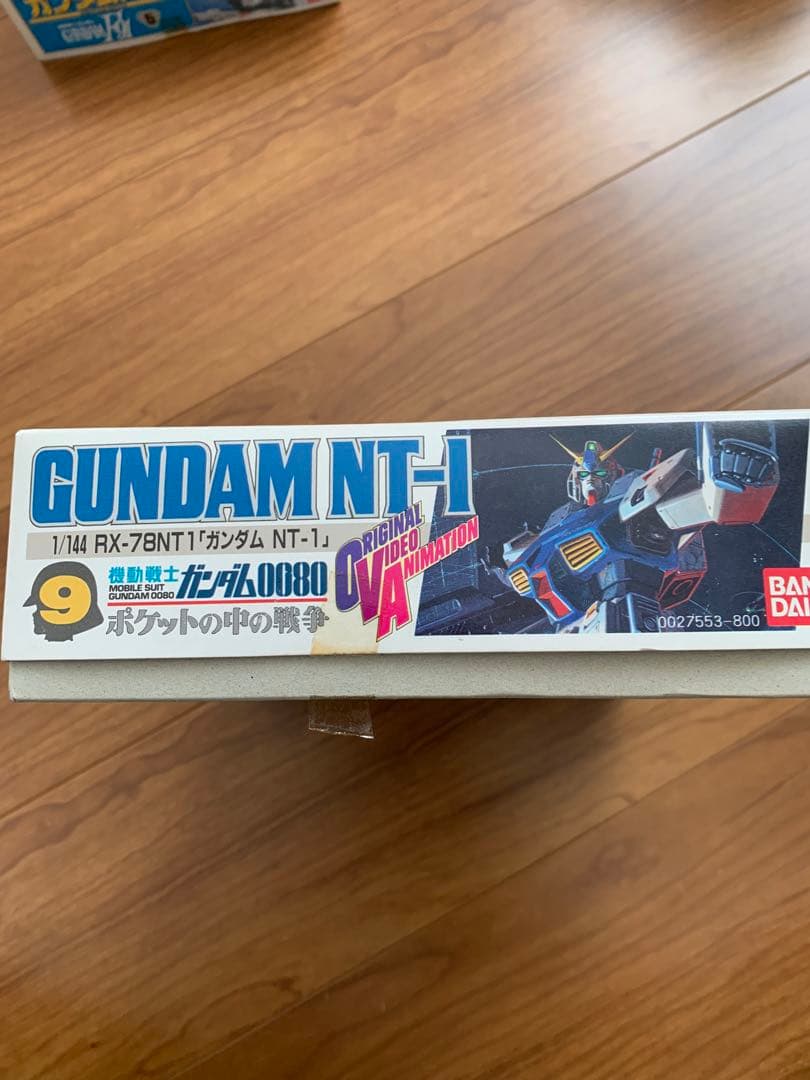 GUNDAM NT-1
1/144 RX-78NT1「ガンダム NT-1」
9
機動戦士
MOBILE SUIT
GUNDAM 0080
ガンダム0080
ポケットの中の戦争
ORIGINAL
VIDEO
ANIMATION
0027553-800
BAN
DAI